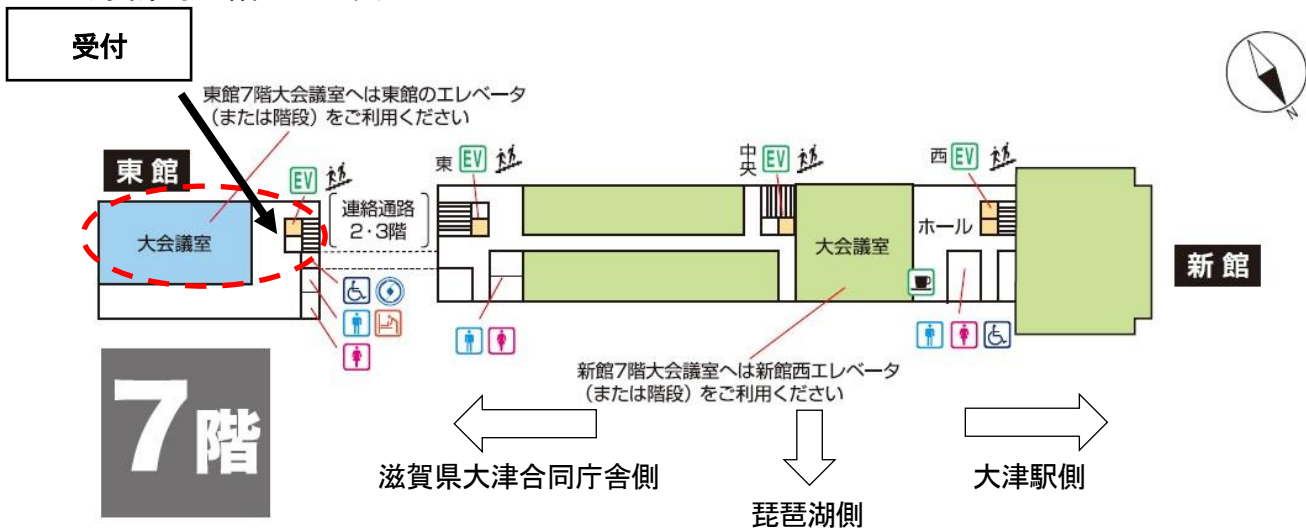 受付
東館7階大会議室へは東館のエレベータ
（または階段）をご利用ください
東館
EV
連絡通路
2・3階
大会議室
東 EV
中央 EV
西 EV
大会議室
ホール
新館
N
新館7階大会議室へは新館西エレベータ
（または階段）をご利用ください
7階
滋賀県大津合同庁舎側
琵琶湖側
大津駅側